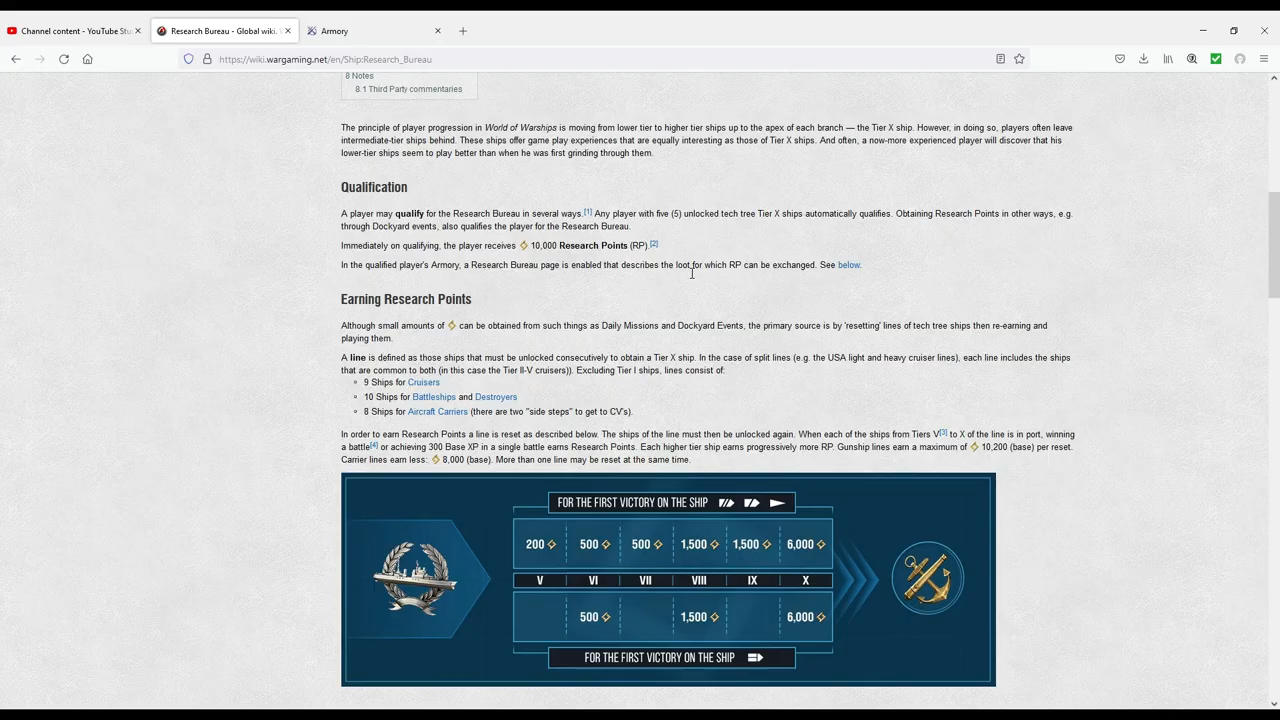 Channel content - YouTube Stu
Research Bureau - Global wiki.
Armory
https://wiki.wargaming.net/en/Ship:Research_Bureau
8 Notes
8.1 Third Party commentaries
The principle of player progression in World of Warships is moving from lower tier to higher tier ships up to the apex of each branch — the Tier X ship. However, in doing so, players often leave
intermediate-tier ships behind. These ships offer game play experiences that are equally interesting as those of Tier X ships. And often, a now-more experienced player will discover that his
lower-tier ships seem to play better than when he was first grinding through them.
Qualification
A player may qualify for the Research Bureau in several ways.[1] Any player with five (5) unlocked tech tree Tier X ships automatically qualifies. Obtaining Research Points in other ways, e.g.
through Dockyard events, also qualifies the player for the Research Bureau.
Immediately on qualifying, the player receives 10,000 Research Points (RP).[2]
In the qualified player's Armory, a Research Bureau page is enabled that describes the loot for which RP can be exchanged. See below.
Earning Research Points
Although small amounts of can be obtained from such things as Daily Missions and Dockyard Events, the primary source is by 'resetting' lines of tech tree ships then re-earning and
playing them.
A line is defined as those ships that must be unlocked consecutively to obtain a Tier X ship. In the case of split lines (e.g. the USA light and heavy cruiser lines), each line includes the ships
that are common to both (in this case the Tier II-V cruisers)). Excluding Tier I ships, lines consist of:
9 Ships for Cruisers
10 Ships for Battleships and Destroyers
8 Ships for Aircraft Carriers (there are two "side steps" to get to CV's).
In order to earn Research Points a line is reset as described below. The ships of the line must then be unlocked again. When each of the ships from Tiers V[3] to X of the line is in port, winning
a battle[4] or achieving 300 Base XP in a single battle earns Research Points. Each higher tier ship earns progressively more RP. Gunship lines earn a maximum of 10,200 (base) per reset.
Carrier lines earn less: 8,000 (base). More than one line may be reset at the same time.
FOR THE FIRST VICTORY ON THE SHIP
200 500 500 1,500 1,500 6,000
V VI VII VIII IX X
500 1,500 6,000
FOR THE FIRST VICTORY ON THE SHIP